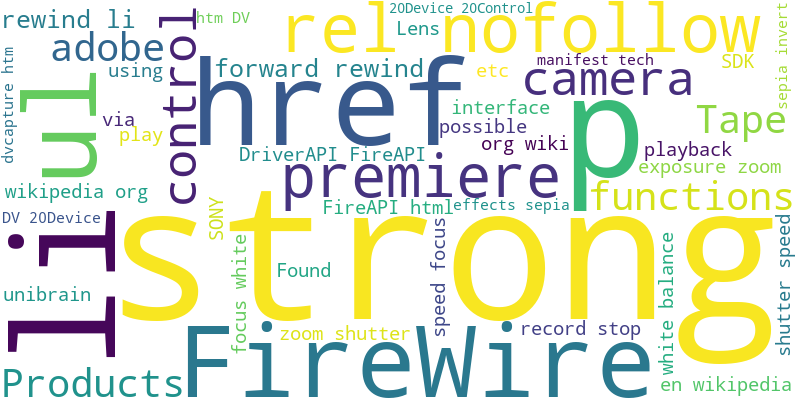 htm DV
20Device 20Control
rewind li
rel nofollow
Lens
adobe
control
sepia invert
manifest tech
using
forward rewind
etc
camera
SDK
dvcapture htm
ul
href
p
interface
Tape
via
play
possible
org wiki
playback
DriverAPI FireAPI
premiere
exposure zoom
wikipedia org
functions
FireAPI html
effects sepia
SONY
DV 20Device
li
strong
g
speed focus
focus white
white balance
shutter speed
Found
unibrain
zoom shutter
record stop
FireWire
Products
en wikipedia